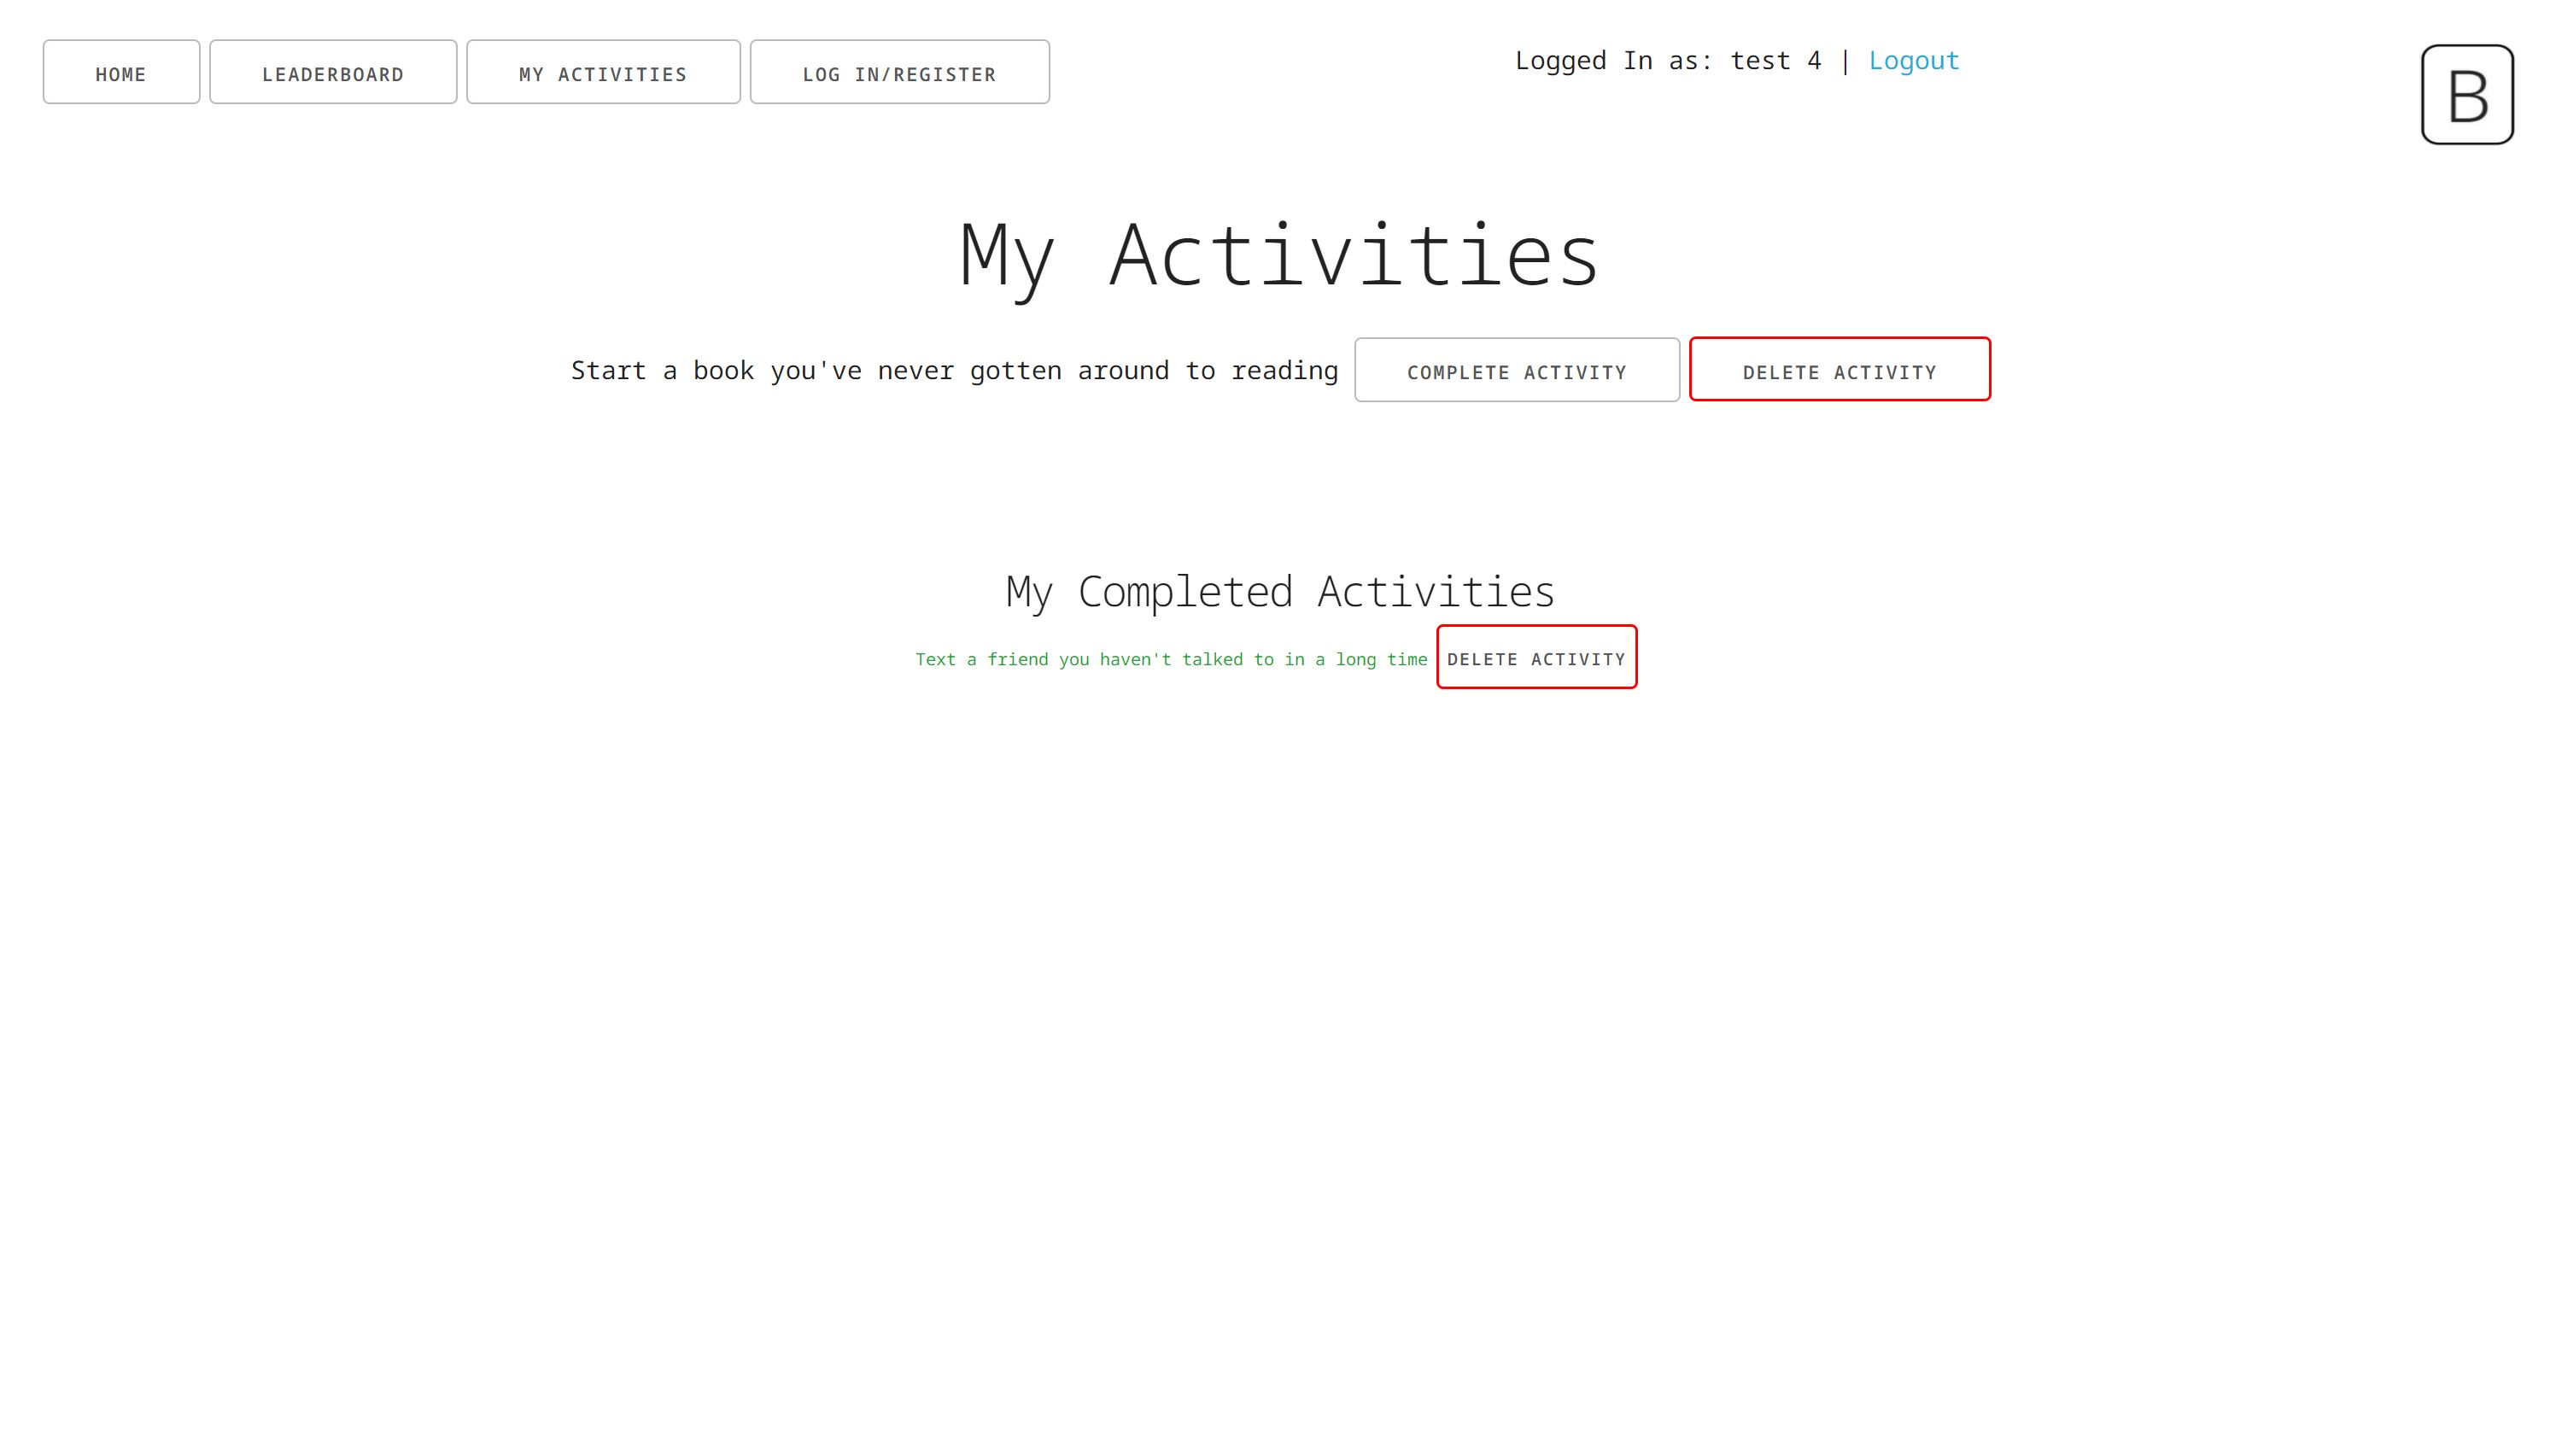 HOME LEADERBOARD MY ACTIVITIES LOG IN/REGISTER Logged In as: test 4 | Logout
B
My Activities
Start a book you've never gotten around to reading COMPLETE ACTIVITY DELETE ACTIVITY
My Completed Activities
Text a friend you haven't talked to in a long time DELETE ACTIVITY